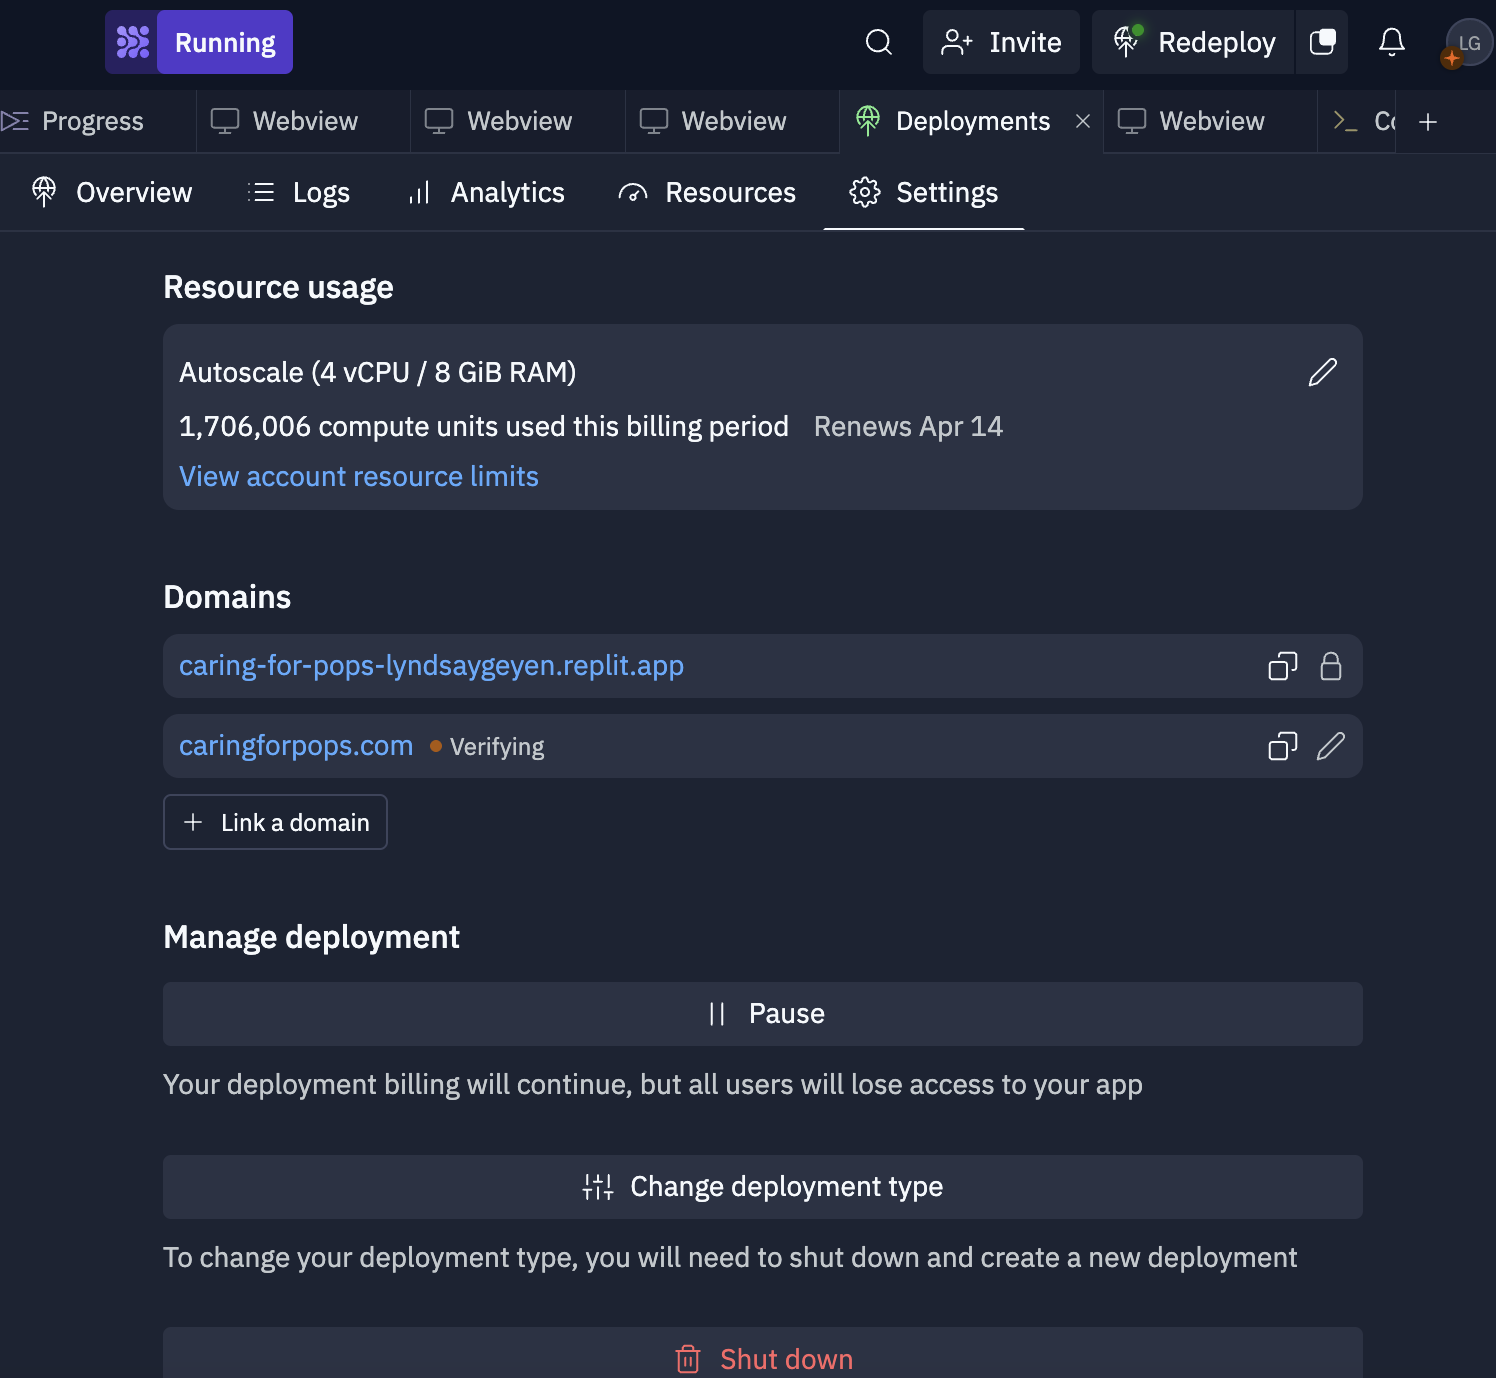 Running
Invite
Redeploy
LG
Progress
Webview
Webview
Webview
Deployments
Webview
Overview
Logs
Analytics
Resources
Settings
Resource usage
Autoscale (4 vCPU / 8 GiB RAM)
1,706,006 compute units used this billing period Renews Apr 14
View account resource limits
Domains
caring-for-pops-lyndsaygeyen.replit.app
caringforpops.com Verifying
Link a domain
Manage deployment
Pause
Your deployment billing will continue, but all users will lose access to your app
Change deployment type
To change your deployment type, you will need to shut down and create a new deployment
Shut down